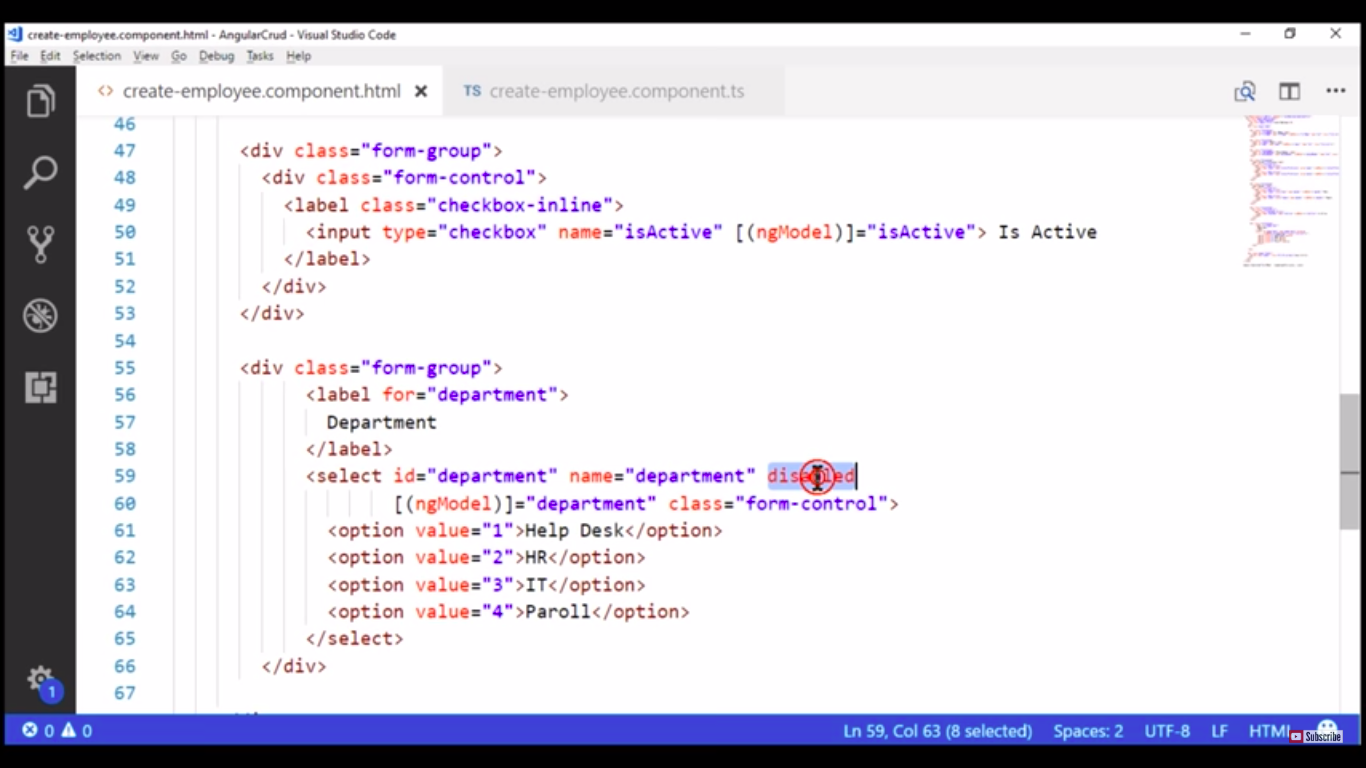 create-employee.component.html - AngularCrud - Visual Studio Code
File Edit Selection View Go Debug Tasks Help
<> create-employee.component.html × TS create-employee.component.ts
46
47 <div class="form-group">
48 <div class="form-control">
49 <label class="checkbox-inline">
50 <input type="checkbox" name="isActive" [(ngModel)]="isActive"> Is Active
51 </label>
52 </div>
53 </div>
54
55 <div class="form-group">
56 <label for="department">
57 Department
58 </label>
59 <select id="department" name="department" disabled
60 [(ngModel)]="department" class="form-control">
61 <option value="1">Help Desk</option>
62 <option value="2">HR</option>
63 <option value="3">IT</option>
64 <option value="4">Paroll</option>
65 </select>
66 </div>
67
1
0 0 Ln 59, Col 63 (8 selected) Spaces: 2 UTF-8 LF HTML
Subscribe